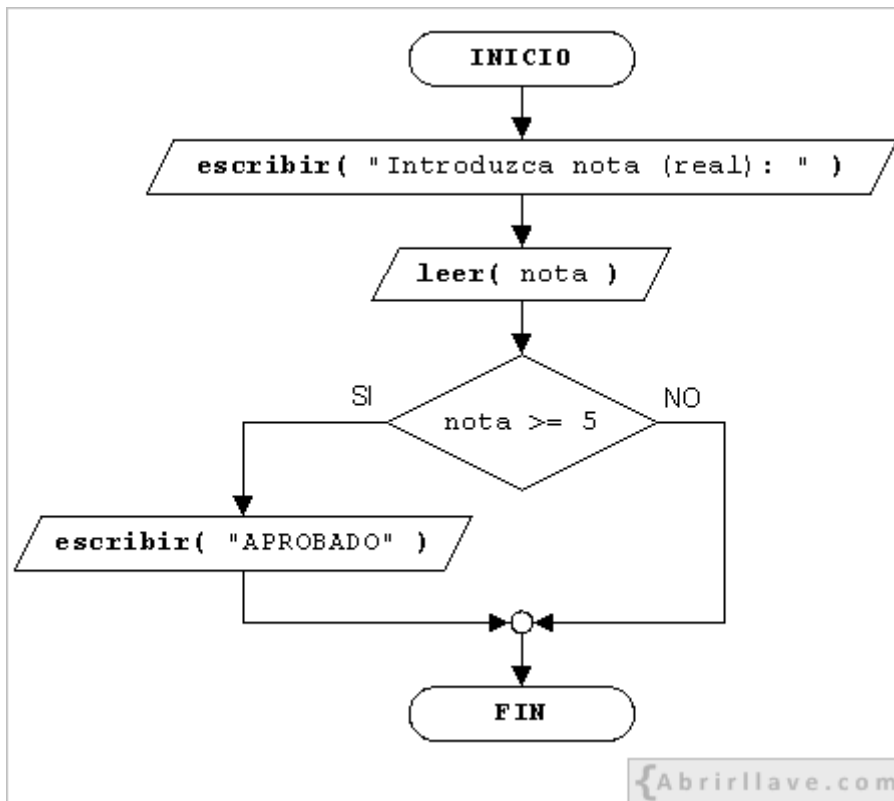 INICIO
escribir( "Introduzca nota (real): " )
leer( nota )
SI
NO
nota >= 5
escribir( "APROBADO" )
FIN
{Abrirllave.com